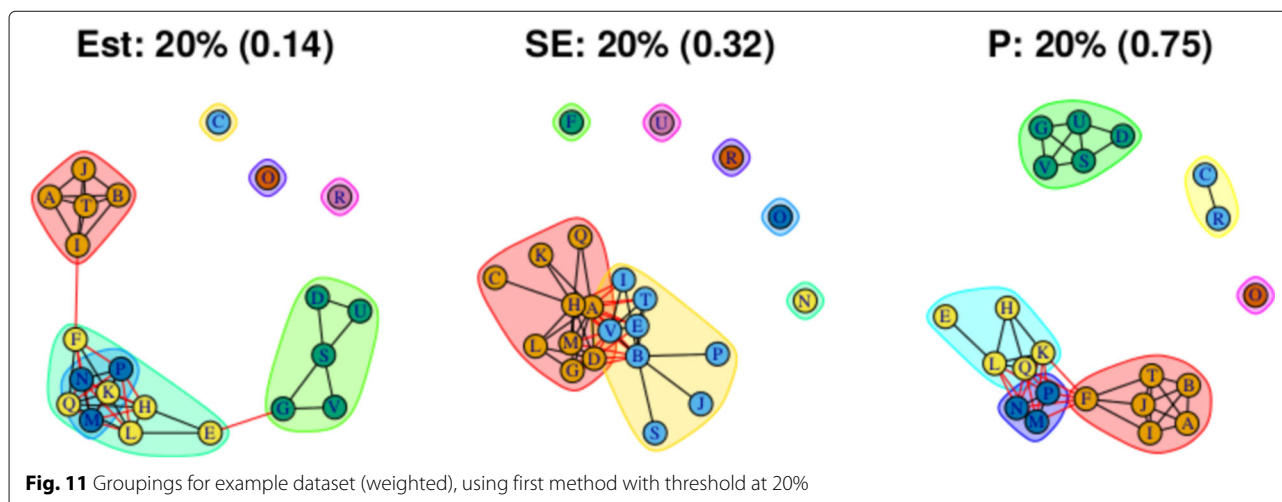 Est: 20% (0.14)
C
O
R
J
A
T
B
I
D
U
S
G
V
F
N
P
K
Q
H
M
L
E
SE: 20% (0.32)
F
U
R
O
N
Q
K
C
I
H
A
T
V
E
L
M
D
B
G
P
J
S
P: 20% (0.75)
G
U
D
V
S
C
R
O
E
H
K
L
Q
N
P
M
F
T
B
J
I
A
Fig. 11 Groupings for example dataset (weighted), using first method with threshold at 20%